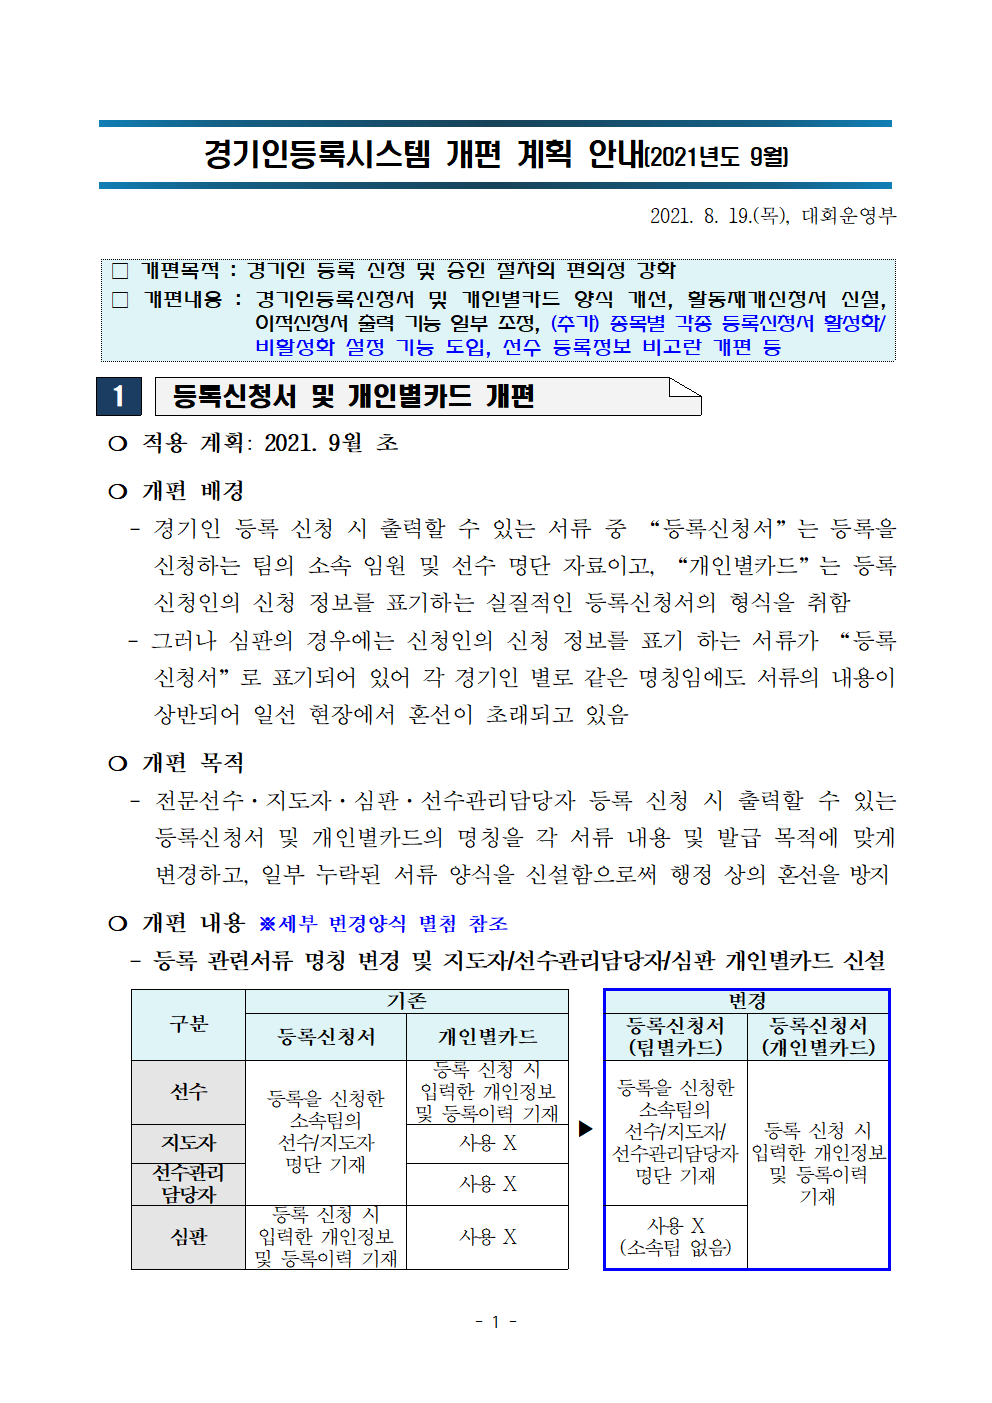 경기인등록시스템 개편 계획 안내(2021년도 9월)
2021. 8. 19.(목), 대회운영부
□ 개편목적 : 경기인 등록 신청 및 승인 절차의 편의성 강화
□ 개편내용 : 경기인등록신청서 및 개인별카드 양식 개선, 활동재개신청서 신설,
이적신청서 출력 기능 일부 조정, (추가) 종목별 각종 등록신청서 활성화/
비활성화 설정 기능 도입, 선수 등록정보 비고란 개편 등
1 등록신청서 및 개인별카드 개편
❍ 적용 계획: 2021. 9월 초
❍ 개편 배경
- 경기인 등록 신청 시 출력할 수 있는 서류 중 “등록신청서”는 등록을
신청하는 팀의 소속 임원 및 선수 명단 자료이고, “개인별카드”는 등록
신청인의 신청 정보를 표기하는 실질적인 등록신청서의 형식을 취함
- 그러나 심판의 경우에는 신청인의 신청 정보를 표기 하는 서류가 “등록
신청서”로 표기되어 있어 각 경기인 별로 같은 명칭임에도 서류의 내용이
상반되어 일선 현장에서 혼선이 초래되고 있음
❍ 개편 목적
- 전문선수·지도자·심판·선수관리담당자 등록 신청 시 출력할 수 있는
등록신청서 및 개인별카드의 명칭을 각 서류 내용 및 발급 목적에 맞게
변경하고, 일부 누락된 서류 양식을 신설함으로써 행정 상의 혼선을 방지
❍ 개편 내용 ※세부 변경양식 별첨 참조
- 등록 관련서류 명칭 변경 및 지도자/선수관리담당자/심판 개인별카드 신설
구분
기존
등록신청서
개인별카드
선수
등록을 신청한
소속팀의
선수/지도자
명단 기재
등록 신청 시
입력한 개인정보
및 등록이력 기재
지도자
사용 X
선수관리
담당자
사용 X
심판
등록 신청 시
입력한 개인정보
및 등록이력 기재
사용 X
▶
변경
등록신청서
(팀별카드)
등록신청서
(개인별카드)
등록을 신청한
소속팀의
선수/지도자/
선수관리담당자
명단 기재
등록 신청 시
입력한 개인정보
및 등록이력
기재
사용 X
(소속팀 없음)
- 1 -